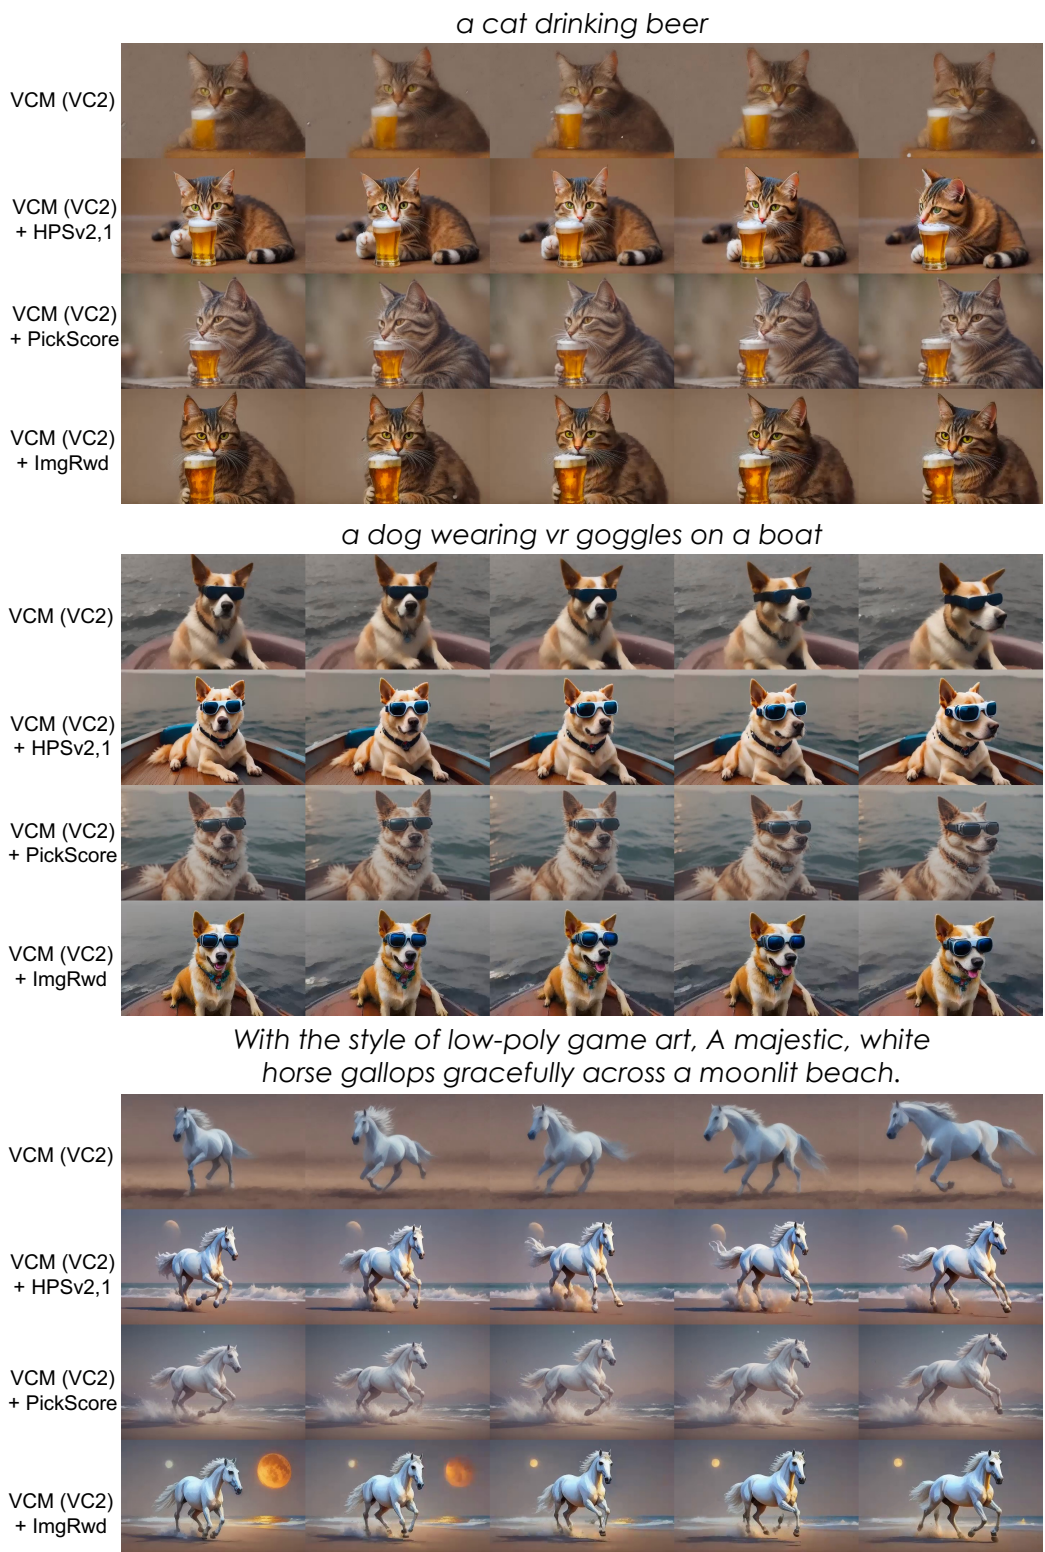 a cat drinking beer
VCM (VC2)
VCM (VC2)
+ HPSv2,1
VCM (VC2)
+ PickScore
VCM (VC2)
+ ImgRwd
a dog wearing vr goggles on a boat
VCM (VC2)
VCM (VC2)
+ HPSv2,1
VCM (VC2)
+ PickScore
VCM (VC2)
+ ImgRwd
With the style of low-poly game art, A majestic, white
horse gallops gracefully across a moonlit beach.
VCM (VC2)
VCM (VC2)
+ HPSv2,1
VCM (VC2)
+ PickScore
VCM (VC2)
+ ImgRwd